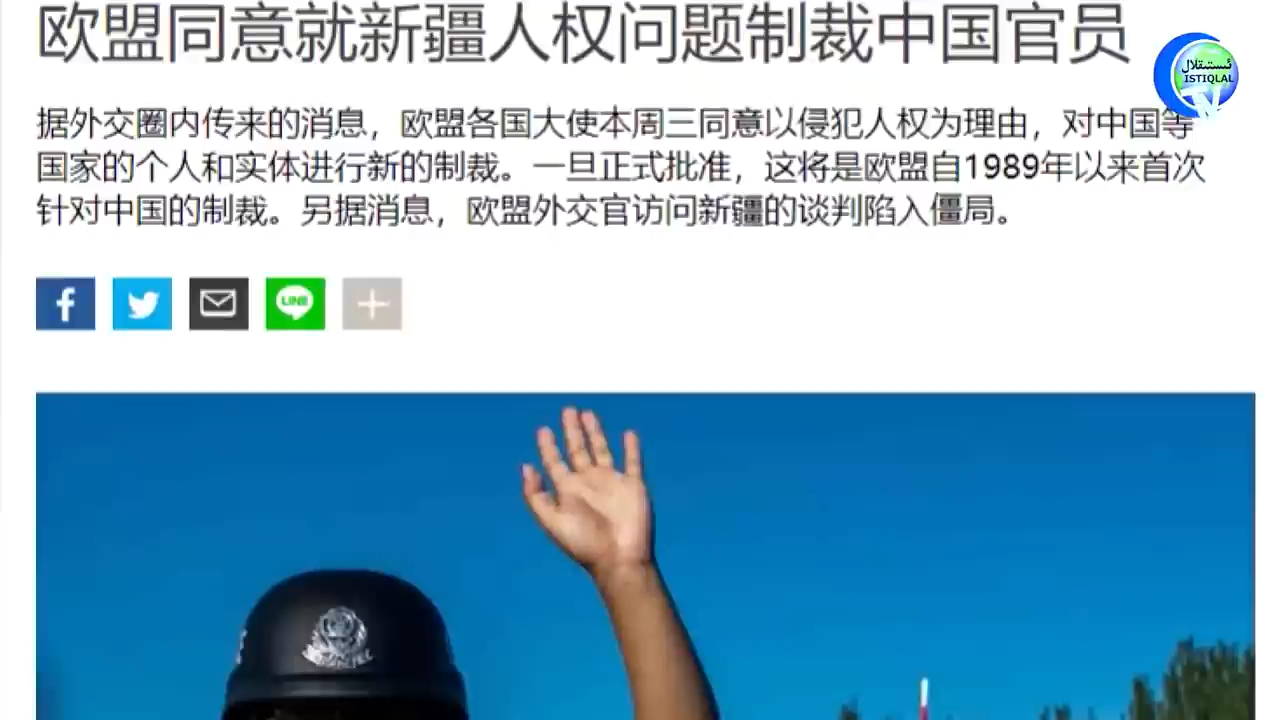 欧盟同意就新疆人权问题制裁中国官员
据外交圈内传来的消息，欧盟各国大使本周三同意以侵犯人权为理由，对中国等
国家的个人和实体进行新的制裁。一旦正式批准，这将是欧盟自1989年以来首次
针对中国的制裁。另据消息，欧盟外交官访问新疆的谈判陷入僵局。
ئىستىقلال
ISTIQLAL
TV
LINE